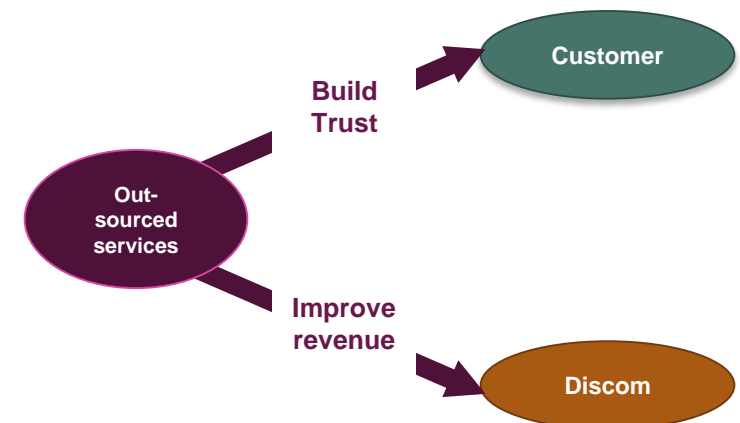 Customer
Build
Trust
Out-
sourced
services
Improve
revenue
Discom